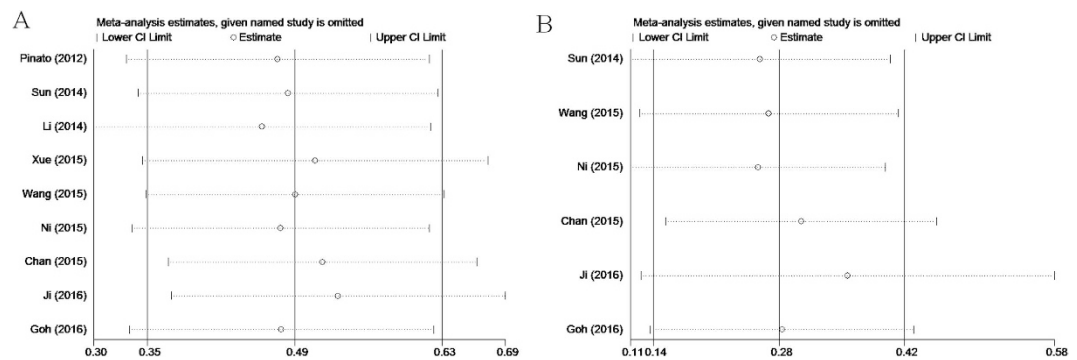 A
Meta-analysis estimates, given named study is omitted
| Lower CI Limit ○ Estimate | Upper CI Limit
Pinato (2012)
Sun (2014)
Li (2014)
Xue (2015)
Wang (2015)
Ni (2015)
Chan (2015)
Ji (2016)
Goh (2016)
0.30 0.35 0.49 0.63 0.69
B
Meta-analysis estimates, given named study is omitted
| Lower CI Limit ○ Estimate | Upper CI Limit
Sun (2014)
Wang (2015)
Ni (2015)
Chan (2015)
Ji (2016)
Goh (2016)
0.11 0.14 0.28 0.42 0.58